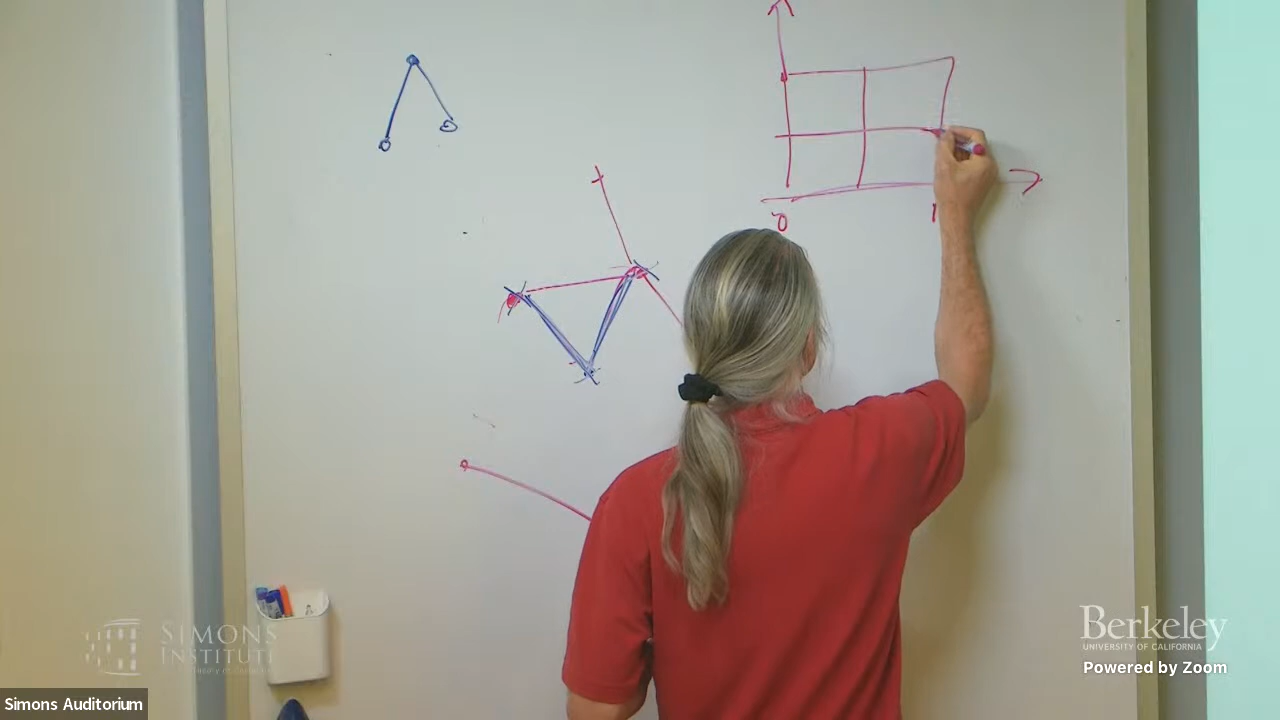 0
1
SIMONS
INSTITUTE
Berkeley
UNIVERSITY OF CALIFORNIA
Powered by Zoom
Simons Auditorium